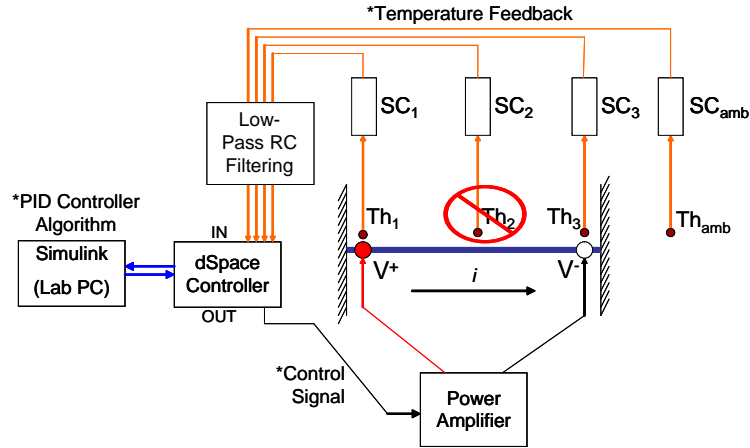 *Temperature Feedback
SC1
SC2
SC3
SCamb
Low-
Pass RC
Filtering
*PID Controller
Algorithm
Th1
Th2
Th3
Thamb
IN
Simulink
(Lab PC)
dSpace
Controller
V+
i
V-
OUT
*Control
Signal
Power
Amplifier